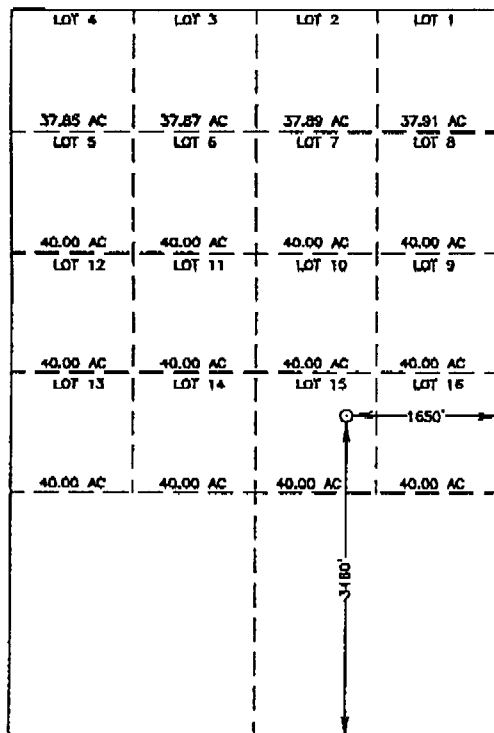 LOT 4 LOT 3 LOT 2 LOT 1
37.85 AC 37.87 AC 37.89 AC 37.91 AC
LOT 5 LOT 6 LOT 7 LOT 8
40.00 AC 40.00 AC 40.00 AC 40.00 AC
LOT 12 LOT 11 LOT 10 LOT 9
40.00 AC 40.00 AC 40.00 AC 40.00 AC
LOT 13 LOT 14 LOT 15 LOT 16
1650'
40.00 AC 40.00 AC 40.00 AC 40.00 AC
3180'